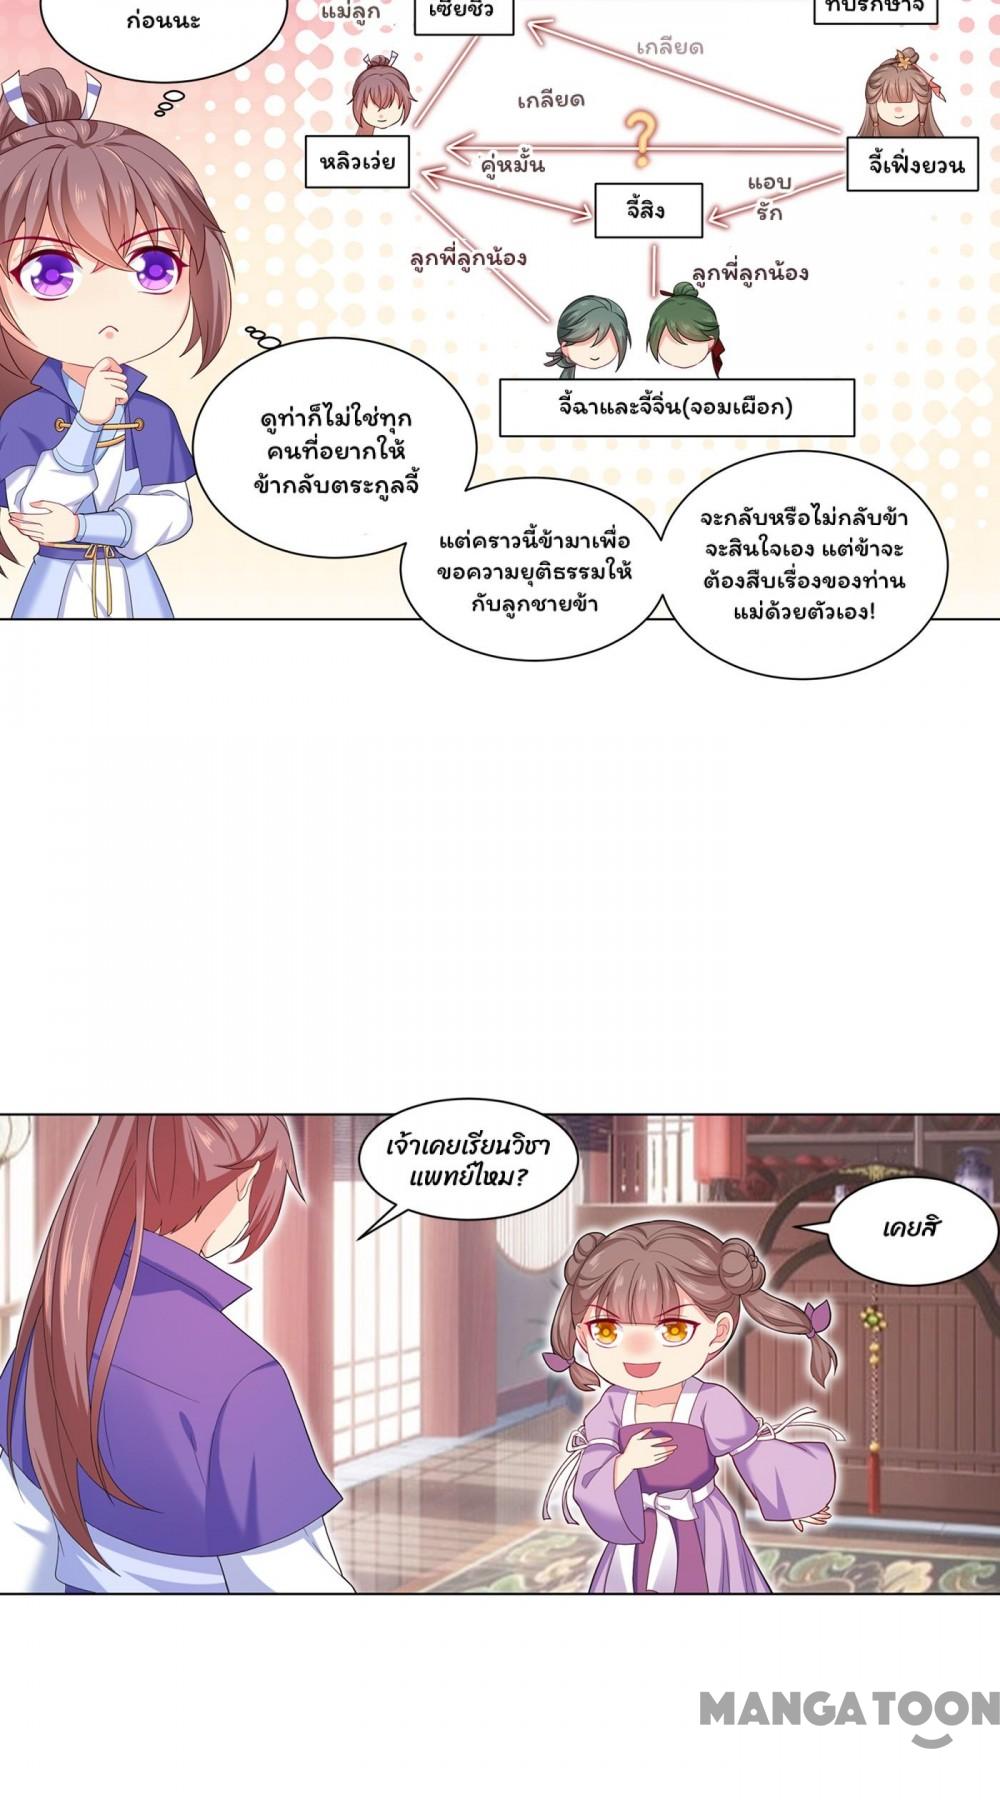 ก่อนนะ
แม่ลูก
เซียชิว
ที่ปรึกษาจี้
เกลียด
เกลียด
หลิวเว่ย
คู่หมั้น
?
จี้เฟิ่งยวน
แอบ
รัก
จี้สิง
ลูกพี่ลูกน้อง
ลูกพี่ลูกน้อง
จี้ฉาและจี้จิ่น(จอมเผือก)
ดูท่าก็ไม่ใช่ทุก
คนที่อยากให้
ข้ากลับตระกูลจี้
แต่คราวนี้ข้ามาเพื่อ
ขอความยุติธรรมให้
กับลูกชายข้า
จะกลับหรือไม่กลับข้า
จะสินใจเอง แต่ข้าจะ
ต้องสืบเรื่องของท่าน
แม่ด้วยตัวเอง!
เจ้าเคยเรียนวิชา
แพทย์ไหม?
เคยสิ
MANGATOON